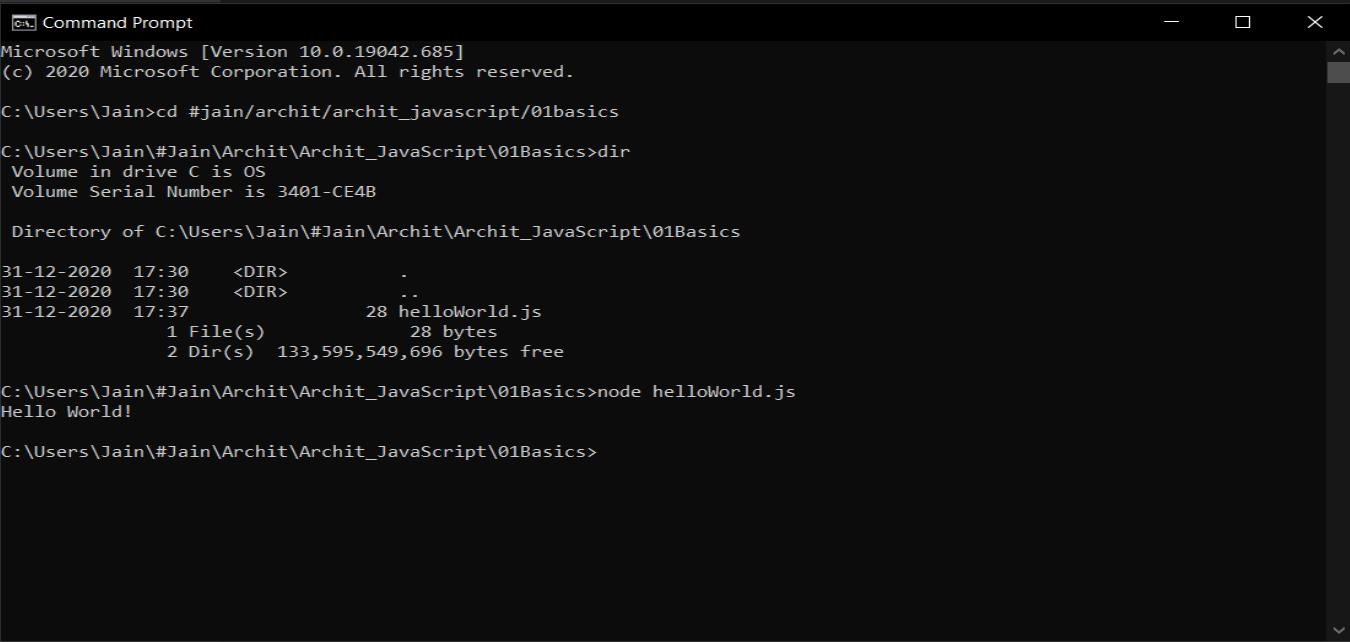 Command Prompt
Microsoft Windows [Version 10.0.19042.685]
(c) 2020 Microsoft Corporation. All rights reserved.
C:\Users\Jain>cd #jain/archit/archit_javascript/01basics
C:\Users\Jain\#Jain\Archit\Archit_JavaScript\01Basics>dir
 Volume in drive C is OS
 Volume Serial Number is 3401-CE4B
 Directory of C:\Users\Jain\#Jain\Archit\Archit_JavaScript\01Basics
31-12-2020  17:30    <DIR>          .
31-12-2020  17:30    <DIR>          ..
31-12-2020  17:37                28 helloWorld.js
               1 File(s)             28 bytes
               2 Dir(s)  133,595,549,696 bytes free
C:\Users\Jain\#Jain\Archit\Archit_JavaScript\01Basics>node helloWorld.js
Hello World!
C:\Users\Jain\#Jain\Archit\Archit_JavaScript\01Basics>